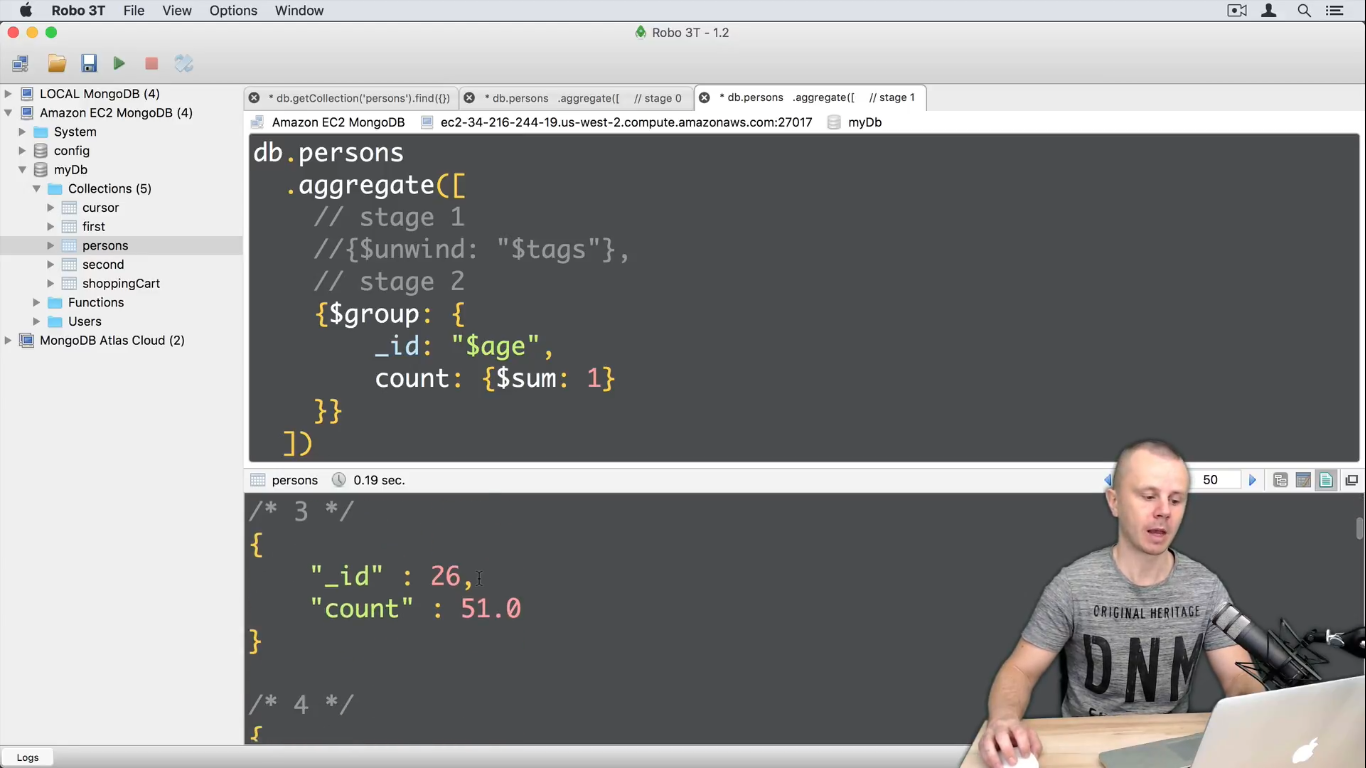 Robo 3T File View Options Window
Robo 3T - 1.2
LOCAL MongoDB (4)
Amazon EC2 MongoDB (4)
System
config
myDb
Collections (5)
cursor
first
persons
second
shoppingCart
Functions
Users
MongoDB Atlas Cloud (2)
* db.getCollection('persons').find({}) * db.persons .aggregate([ // stage 0 * db.persons .aggregate([ // stage 1
Amazon EC2 MongoDB ec2-34-216-244-19.us-west-2.compute.amazonaws.com:27017 myDb
db.persons
.aggregate([
// stage 1
//{$unwind: "$tags"},
// stage 2
{$group: {
_id: "$age",
count: {$sum: 1}
}}
])
persons 0.19 sec. 50
/* 3 */
{
"_id" : 26,
"count" : 51.0
}
/* 4 */
{
Logs
ORIGINAL HERITAGE
DNM